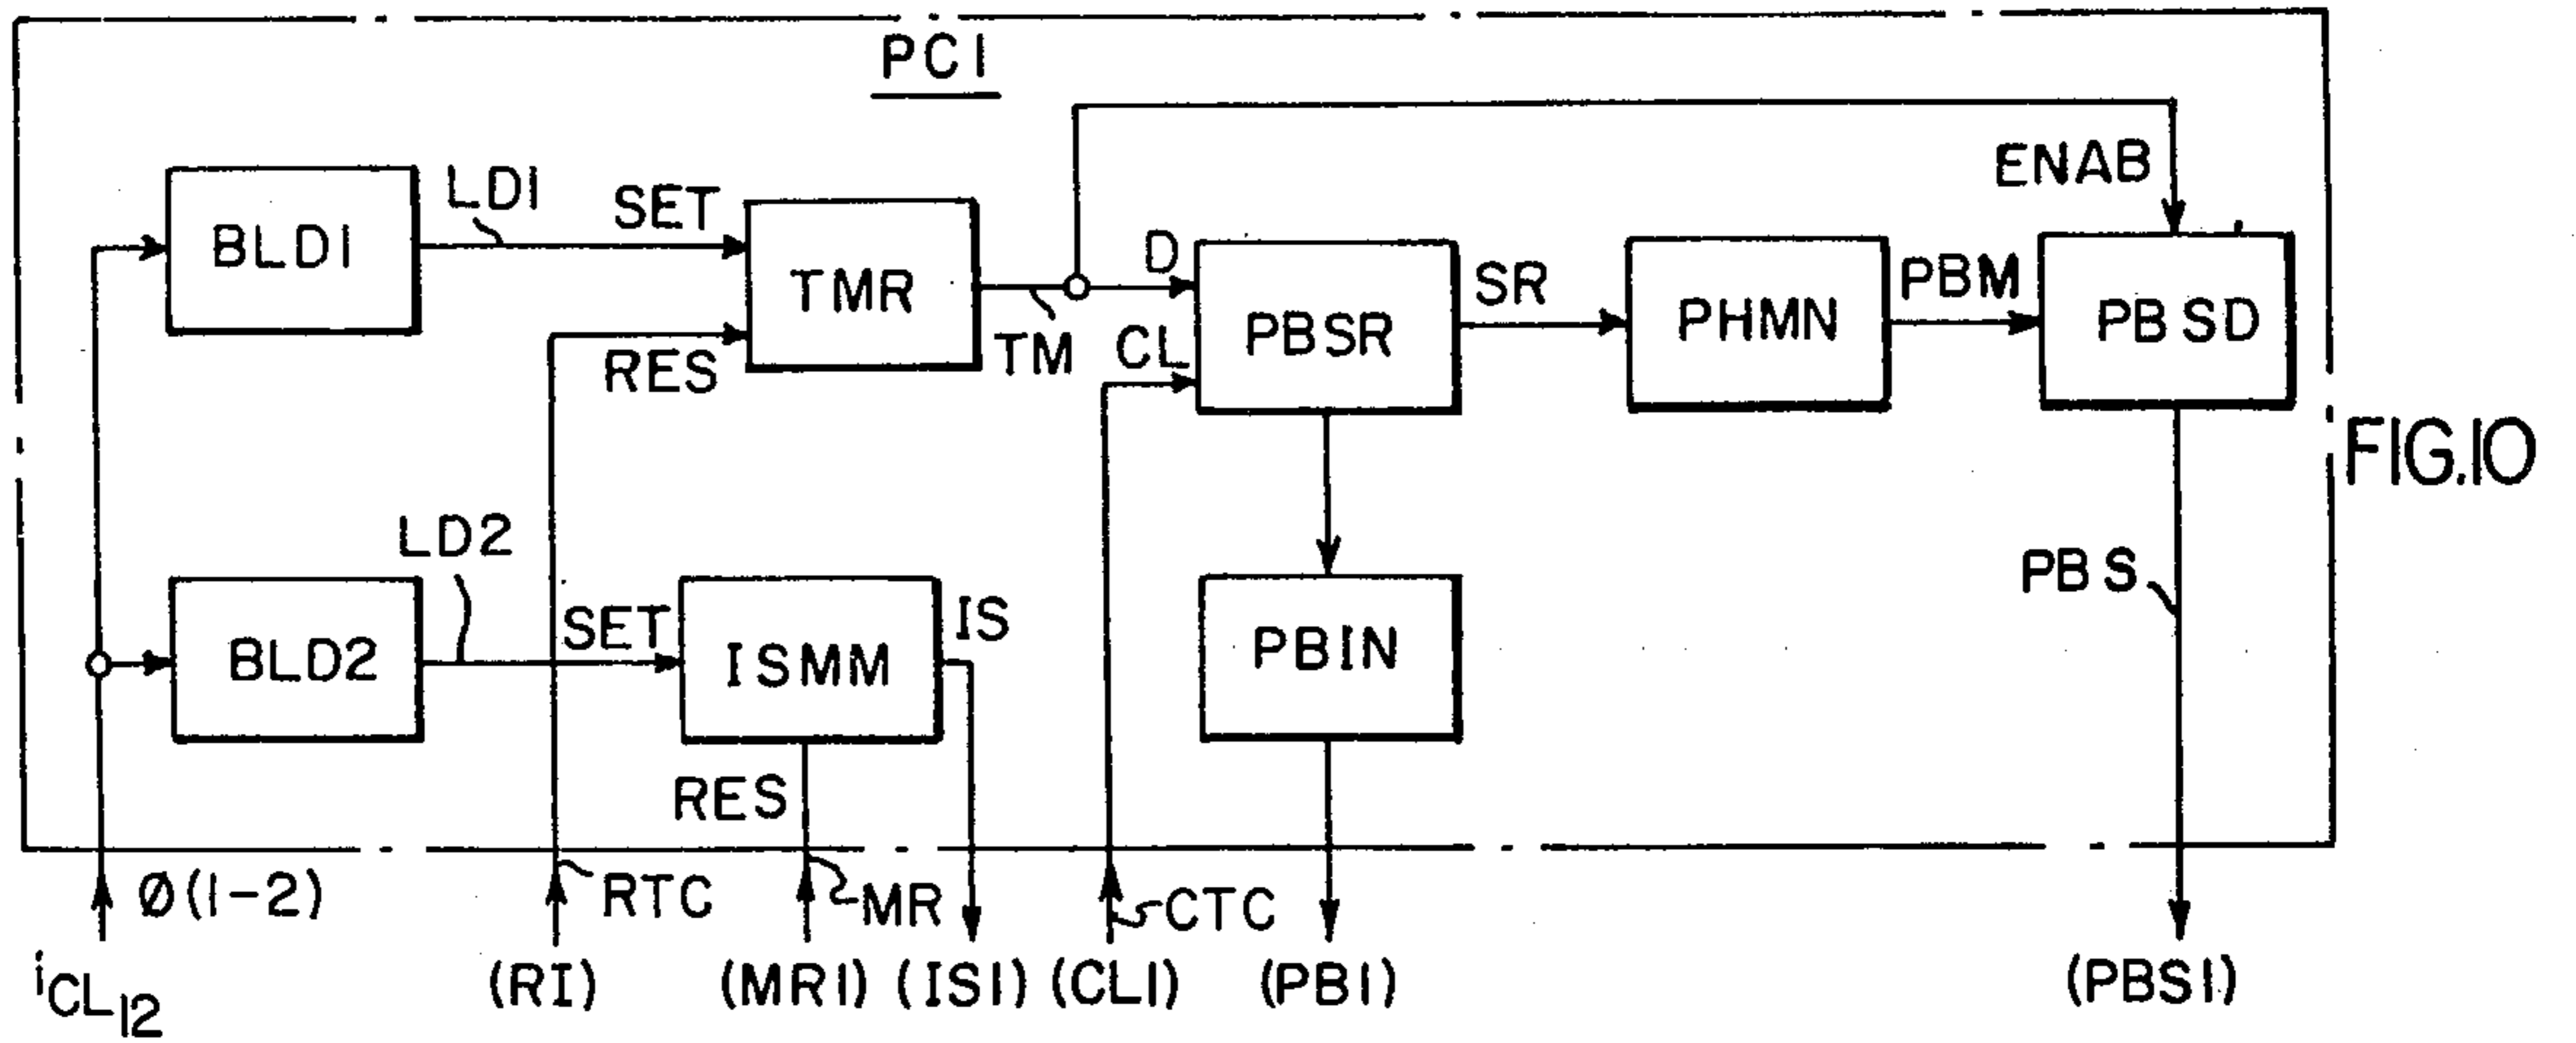 PC1
ENAB
BLD1
LD1
SET
TMR
RES
TM
D
CL
PBSR
SR
PHMN
PBM
PBSD
FIG.10
BLD2
LD2
SET
ISMM
IS
RES
PBIN
PBS
Ø(1-2)
RTC
MR
CTC
iCL12
(RI)
(MR1)
(IS1)
(CL1)
(PB1)
(PBS1)